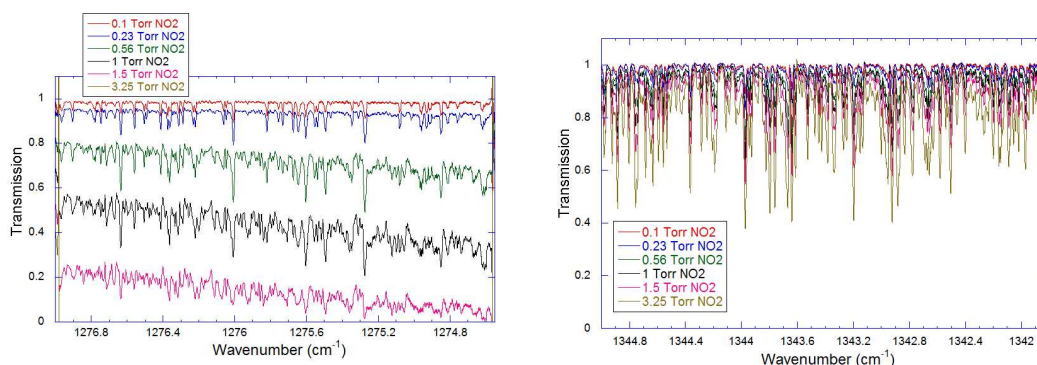 0.1 Torr NO2
0.23 Torr NO2
0.56 Torr NO2
1 Torr NO2
1.5 Torr NO2
3.25 Torr NO2
1
0.8
0.6
0.4
0.2
0
Transmission
1276.8 1276.4 1276 1275.6 1275.2 1274.8
Wavenumber (cm-1)
1
0.8
0.6
0.4
0.2
0
Transmission
0.1 Torr NO2
0.23 Torr NO2
0.56 Torr NO2
1 Torr NO2
1.5 Torr NO2
3.25 Torr NO2
1344.8 1344.4 1344 1343.6 1343.2 1342.8 1342.4 1342
Wavenumber (cm-1)